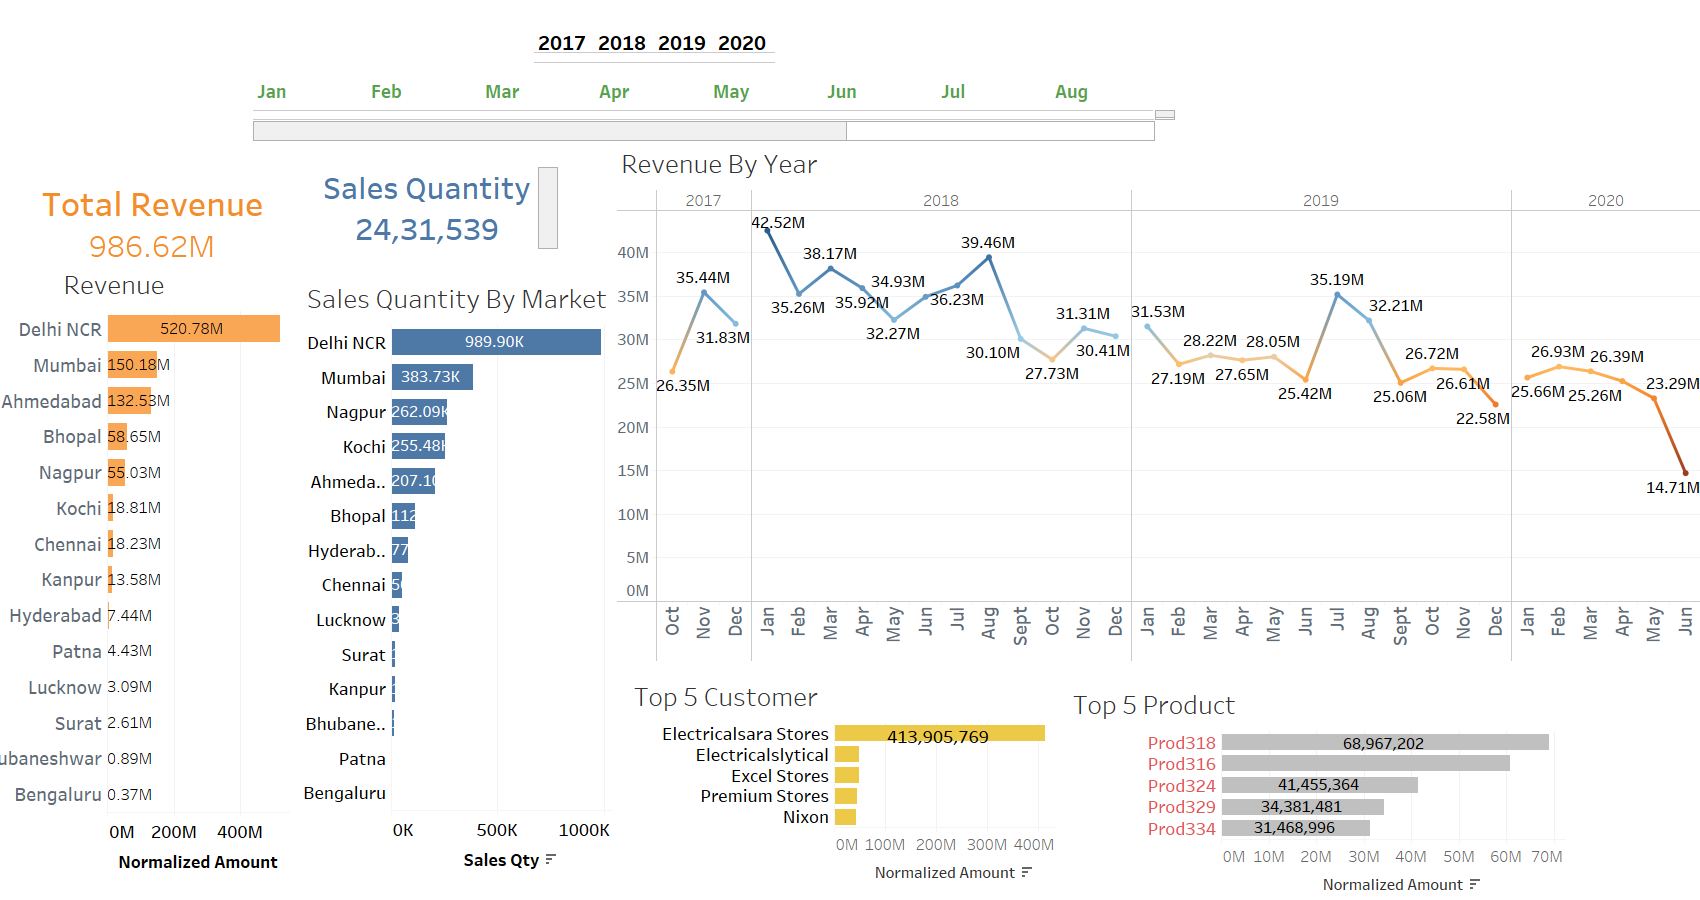 2017 2018 2019 2020
Jan Feb Mar Apr May Jun Jul Aug
Total Revenue
986.62M
Sales Quantity
24,31,539
Revenue
Delhi NCR 520.78M
Mumbai 150.18M
Ahmedabad 132.53M
Bhopal 58.65M
Nagpur 55.03M
Kochi 18.81M
Chennai 18.23M
Kanpur 13.58M
Hyderabad 7.44M
Patna 4.43M
Lucknow 3.09M
Surat 2.61M
ubaneshwar 0.89M
Bengaluru 0.37M
0M 200M 400M
Normalized Amount
Sales Quantity By Market
Delhi NCR 989.90K
Mumbai 383.73K
Nagpur 262.09K
Kochi 255.48K
Ahmeda.. 207.10
Bhopal 112
Hyderab.. 77
Chennai
Lucknow 3
Surat
Kanpur
Bhubane..
Patna
Bengaluru
0K 500K 1000K
Sales Qty
Revenue By Year
2017 2018 2019 2020
40M
35M
30M
25M
20M
15M
10M
5M
0M
26.35M 35.44M 31.83M
42.52M 35.26M 38.17M 35.92M 32.27M 34.93M 36.23M 39.46M 30.10M 27.73M 31.31M 30.41M
31.53M 27.19M 28.22M 27.65M 28.05M 25.42M 35.19M 32.21M 25.06M 26.72M 26.61M 22.58M
25.66M 26.93M 26.39M 25.26M 23.29M 14.71M
Oct Nov Dec Jan Feb Mar Apr May Jun Jul Aug Sept Oct Nov Dec Jan Feb Mar Apr May Jun Jul Aug Sept Oct Nov Dec Jan Feb Mar Apr May Jun
Top 5 Customer
Electricalsara Stores 413,905,769
Electricalslytical
Excel Stores
Premium Stores
Nixon
0M 100M 200M 300M 400M
Normalized Amount
Top 5 Product
Prod318 68,967,202
Prod316
Prod324 41,455,364
Prod329 34,381,481
Prod334 31,468,996
0M 10M 20M 30M 40M 50M 60M 70M
Normalized Amount